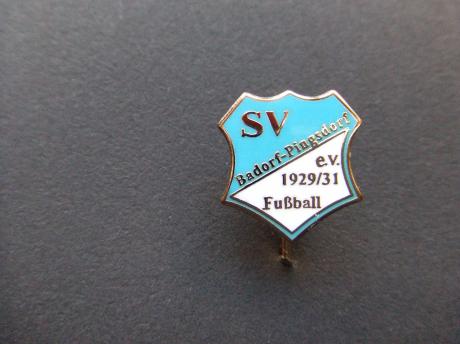 SV
Badorf-Pingsdorf
e.v.
1929/31
Fußball